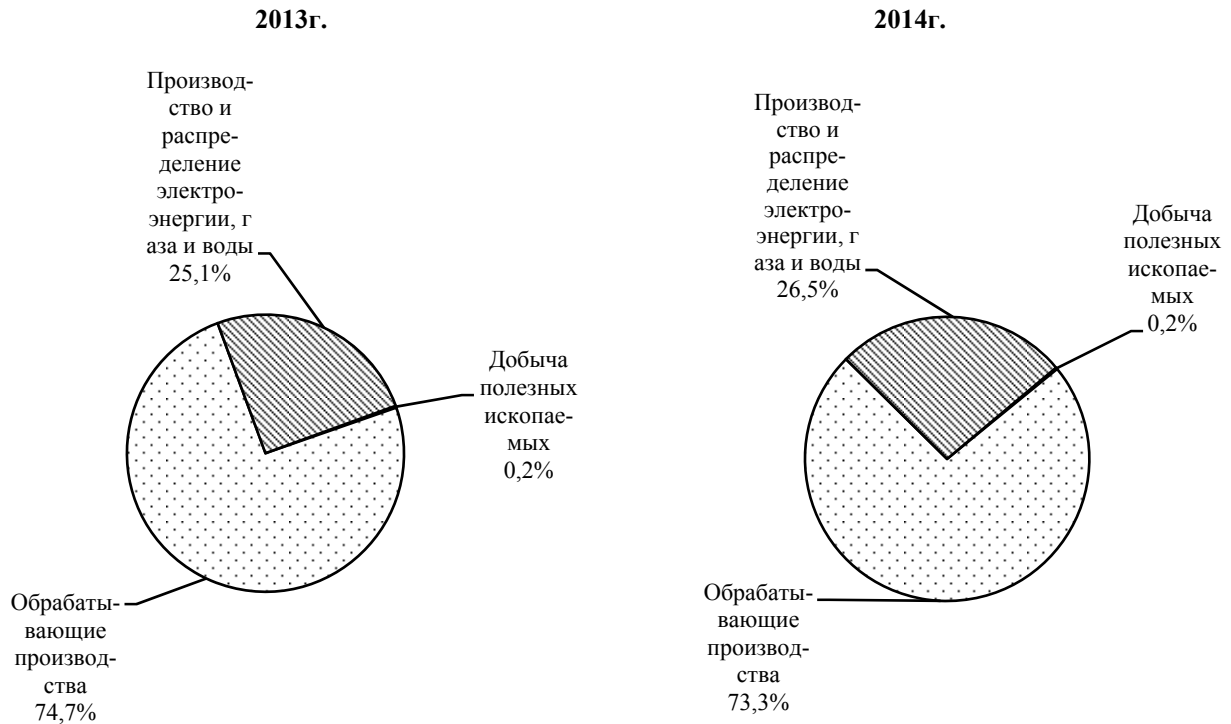 2013г.
Производ-
ство и
распре-
деление
электро-
энергии, г
аза и воды
25,1%
Добыча
полезных
ископае-
мых
0,2%
Обрабаты-
вающие
производ-
ства
74,7%
2014г.
Производ-
ство и
распре-
деление
электро-
энергии, г
аза и воды
26,5%
Добыча
полезных
ископае-
мых
0,2%
Обрабаты-
вающие
производ-
ства
73,3%